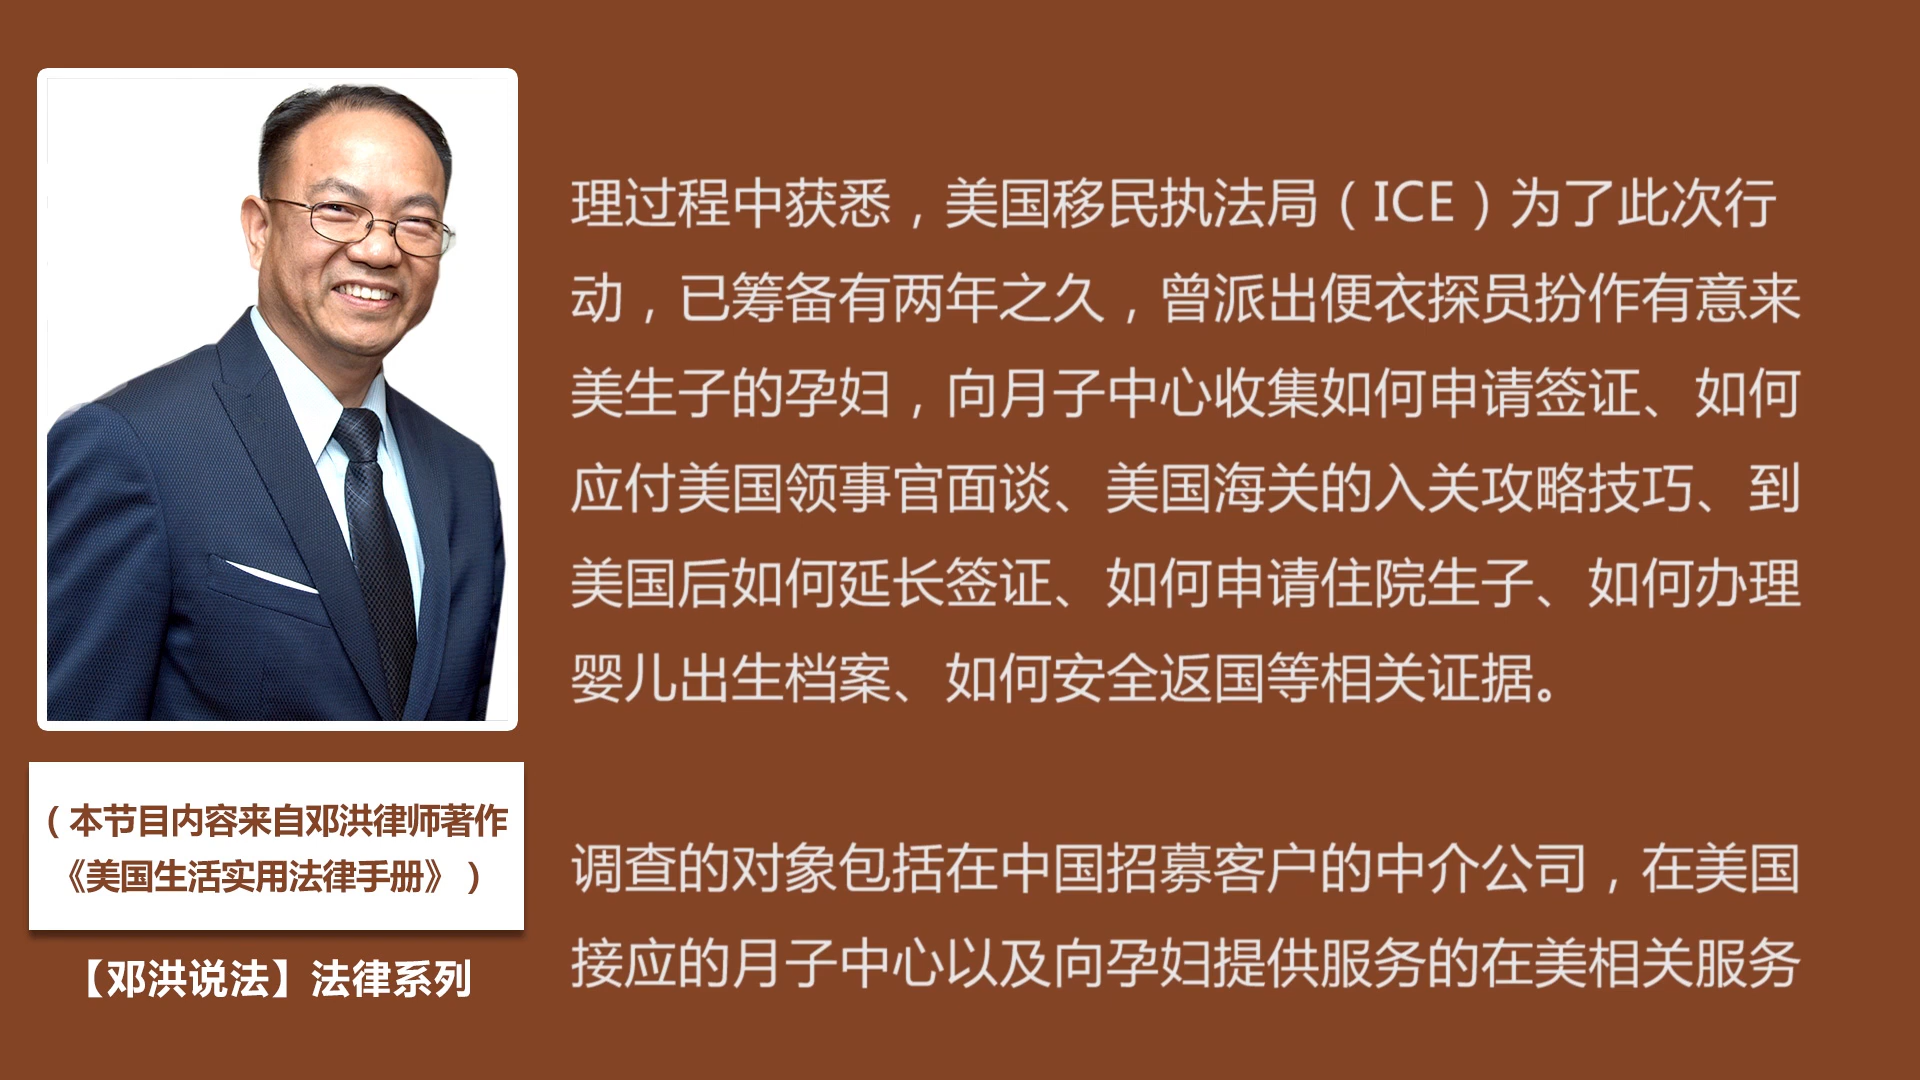 理过程中获悉，美国移民执法局（ICE）为了此次行
动，已筹备有两年之久，曾派出便衣探员扮作有意来
美生子的孕妇，向月子中心收集如何申请签证、如何
应付美国领事官面谈、美国海关的入关攻略技巧、到
美国后如何延长签证、如何申请住院生子、如何办理
婴儿出生档案、如何安全返国等相关证据。
调查的对象包括在中国招募客户的中介公司，在美国
接应的月子中心以及向孕妇提供服务的在美相关服务
（本节目内容来自邓洪律师著作
《美国生活实用法律手册》）
【邓洪说法】法律系列